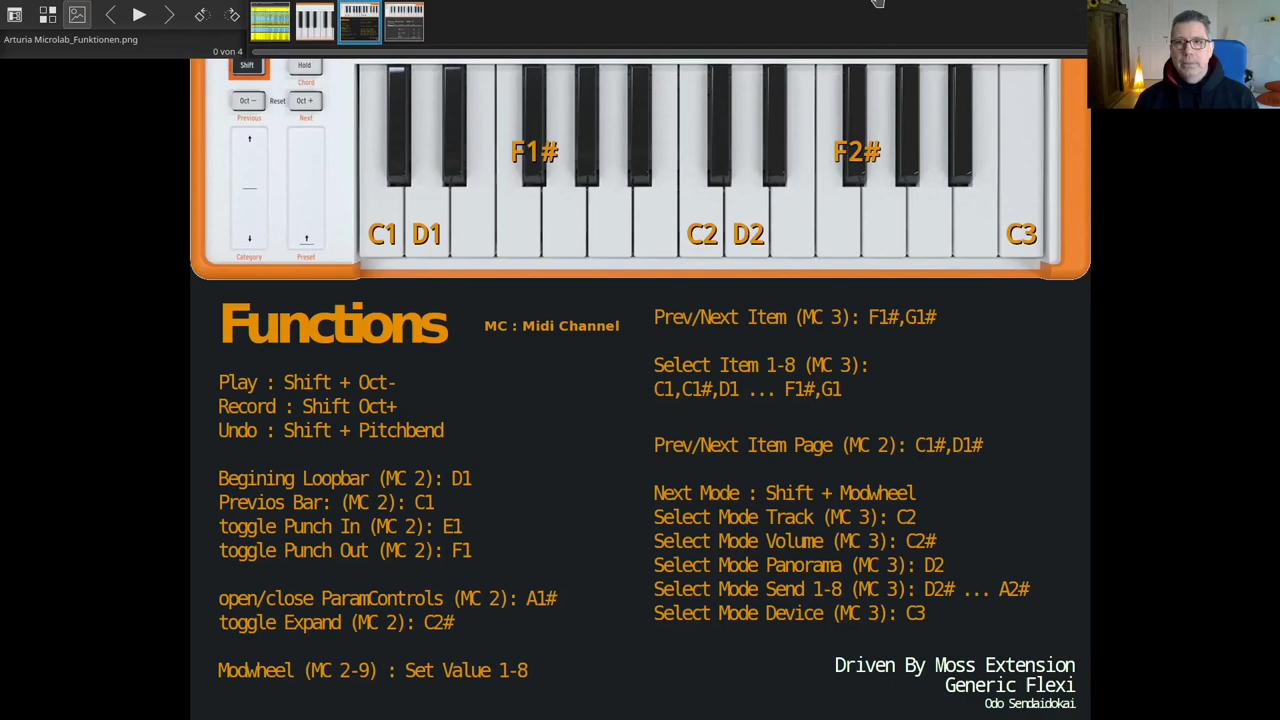 Arturia Microlab_Funktionen.png
0 von 4
Shift
Hold
Chord
Oct −
Reset
Oct +
Previous
Next
Category
Preset
F1#
F2#
C1
D1
C2
D2
C3
Functions
MC : Midi Channel
Play : Shift + Oct-
Record : Shift Oct+
Undo : Shift + Pitchbend
Begining Loopbar (MC 2): D1
Previos Bar: (MC 2): C1
toggle Punch In (MC 2): E1
toggle Punch Out (MC 2): F1
open/close ParamControls (MC 2): A1#
toggle Expand (MC 2): C2#
Modwheel (MC 2-9) : Set Value 1-8
Prev/Next Item (MC 3): F1#,G1#
Select Item 1-8 (MC 3):
C1,C1#,D1 ... F1#,G1
Prev/Next Item Page (MC 2): C1#,D1#
Next Mode : Shift + Modwheel
Select Mode Track (MC 3): C2
Select Mode Volume (MC 3): C2#
Select Mode Panorama (MC 3): D2
Select Mode Send 1-8 (MC 3): D2# ... A2#
Select Mode Device (MC 3): C3
Driven By Moss Extension
Generic Flexi
Odo Sendaidokai